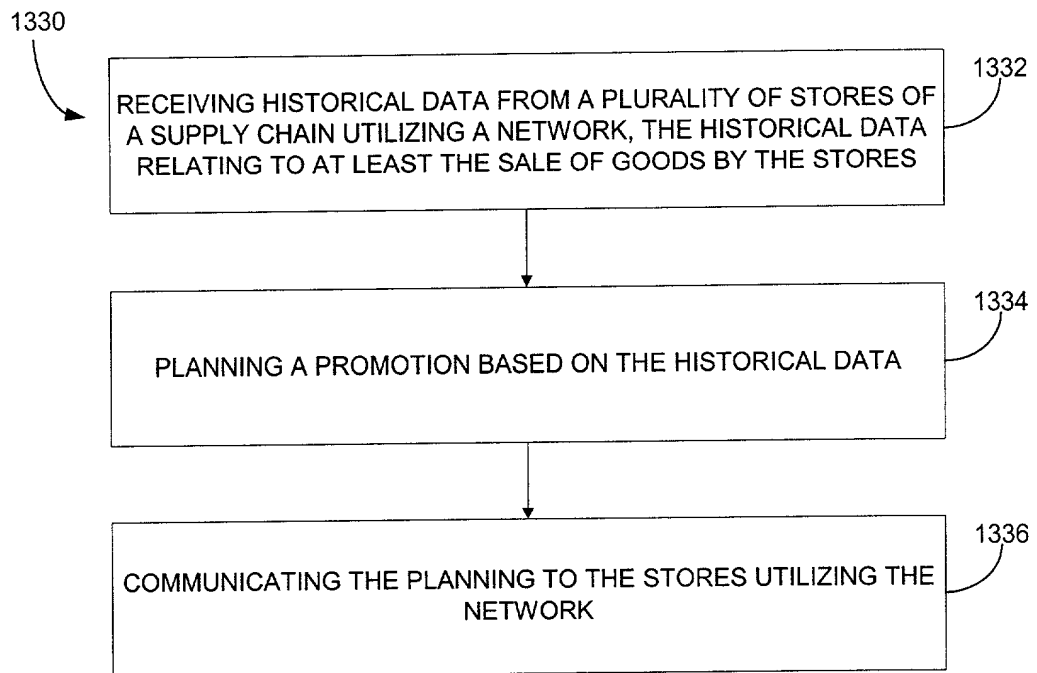 1330
1332
RECEIVING HISTORICAL DATA FROM A PLURALITY OF STORES OF
A SUPPLY CHAIN UTILIZING A NETWORK, THE HISTORICAL DATA
RELATING TO AT LEAST THE SALE OF GOODS BY THE STORES
1334
PLANNING A PROMOTION BASED ON THE HISTORICAL DATA
1336
COMMUNICATING THE PLANNING TO THE STORES UTILIZING THE
NETWORK